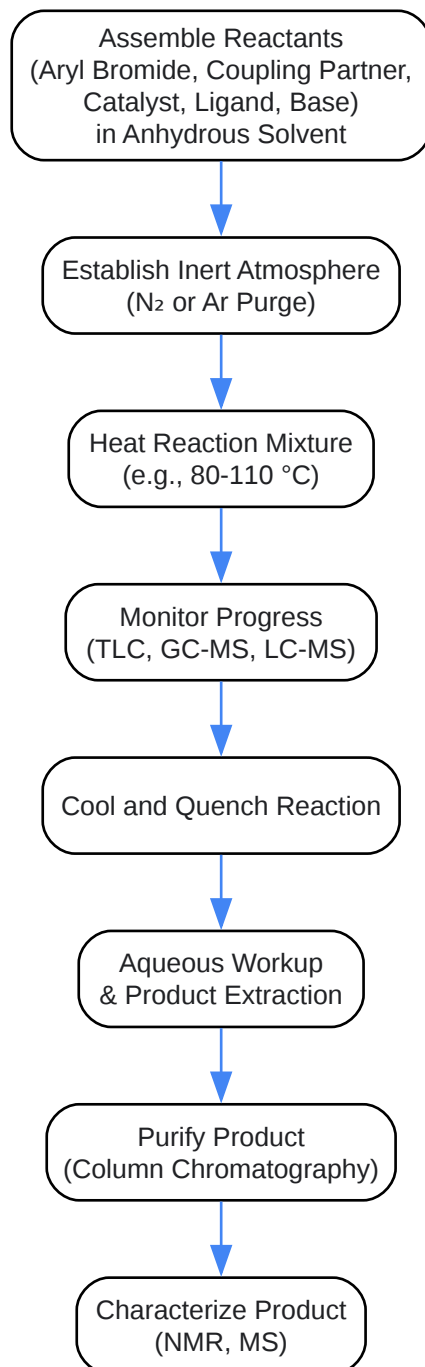 Assemble Reactants
(Aryl Bromide, Coupling Partner,
Catalyst, Ligand, Base)
in Anhydrous Solvent
Establish Inert Atmosphere
(N₂ or Ar Purge)
Heat Reaction Mixture
(e.g., 80-110 °C)
Monitor Progress
(TLC, GC-MS, LC-MS)
Cool and Quench Reaction
Aqueous Workup
& Product Extraction
Purify Product
(Column Chromatography)
Characterize Product
(NMR, MS)